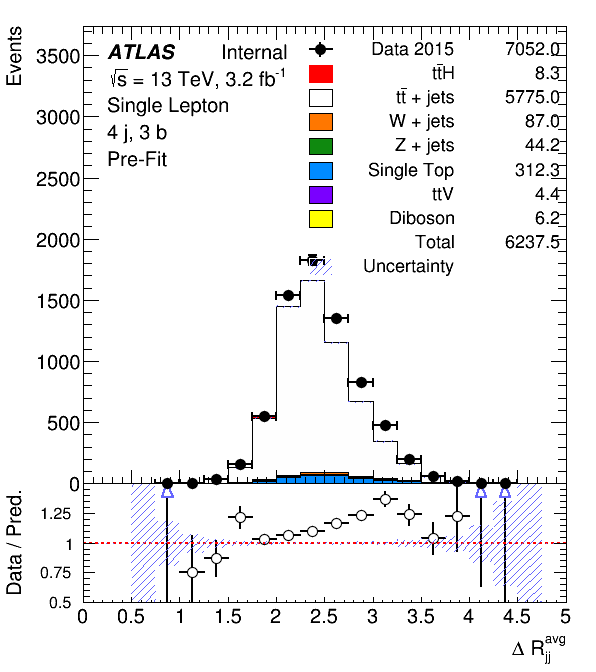 Events
3500
3000
2500
2000
1500
1000
500
0
ATLAS Internal
√s = 13 TeV, 3.2 fb⁻¹
Single Lepton
4 j, 3 b
Pre-Fit
Data 2015 7052.0
tt̄H 8.3
tt̄ + jets 5775.0
W + jets 87.0
Z + jets 44.2
Single Top 312.3
ttV 4.4
Diboson 6.2
Total 6237.5
Uncertainty
Data / Pred.
1.25
1
0.75
0.5
0 0.5 1 1.5 2 2.5 3 3.5 4 4.5 5
Δ R_jj^avg